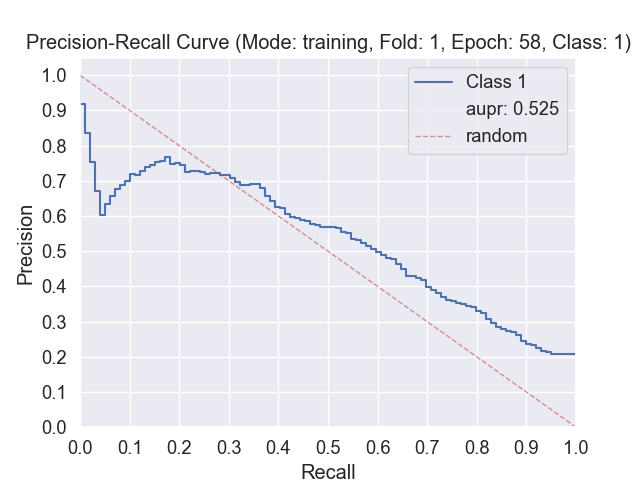 Precision-Recall Curve (Mode: training, Fold: 1, Epoch: 58, Class: 1)
Class 1
aupr: 0.525
random
Precision
1.0
0.9
0.8
0.7
0.6
0.5
0.4
0.3
0.2
0.1
0.0
0.0 0.1 0.2 0.3 0.4 0.5 0.6 0.7 0.8 0.9 1.0
Recall